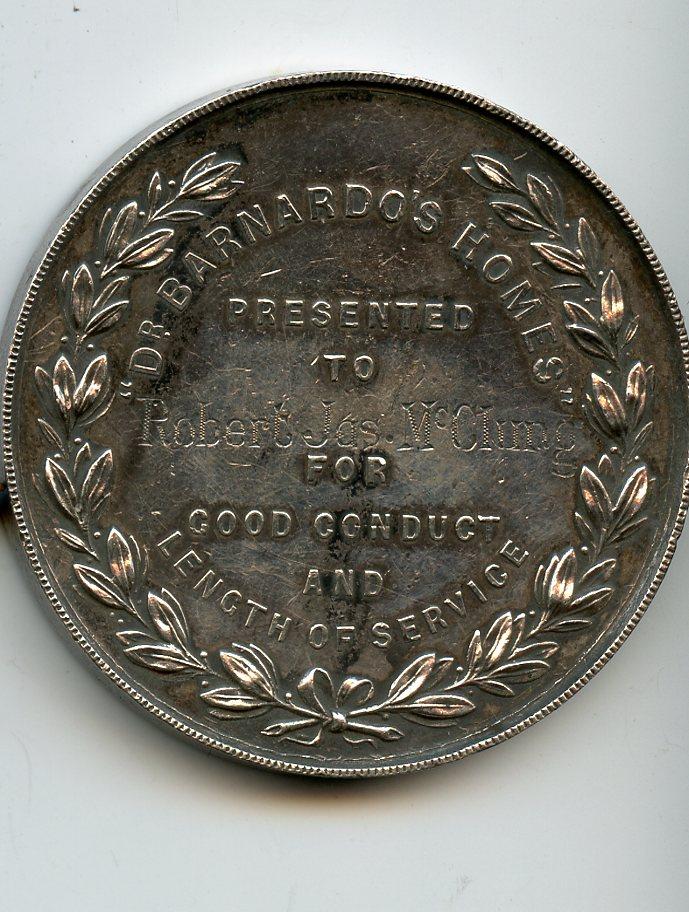 "DR BARNARDO'S HOMES"
PRESENTED
TO
Robert Jas. McClung
FOR
GOOD CONDUCT
AND
LENGTH OF SERVICE